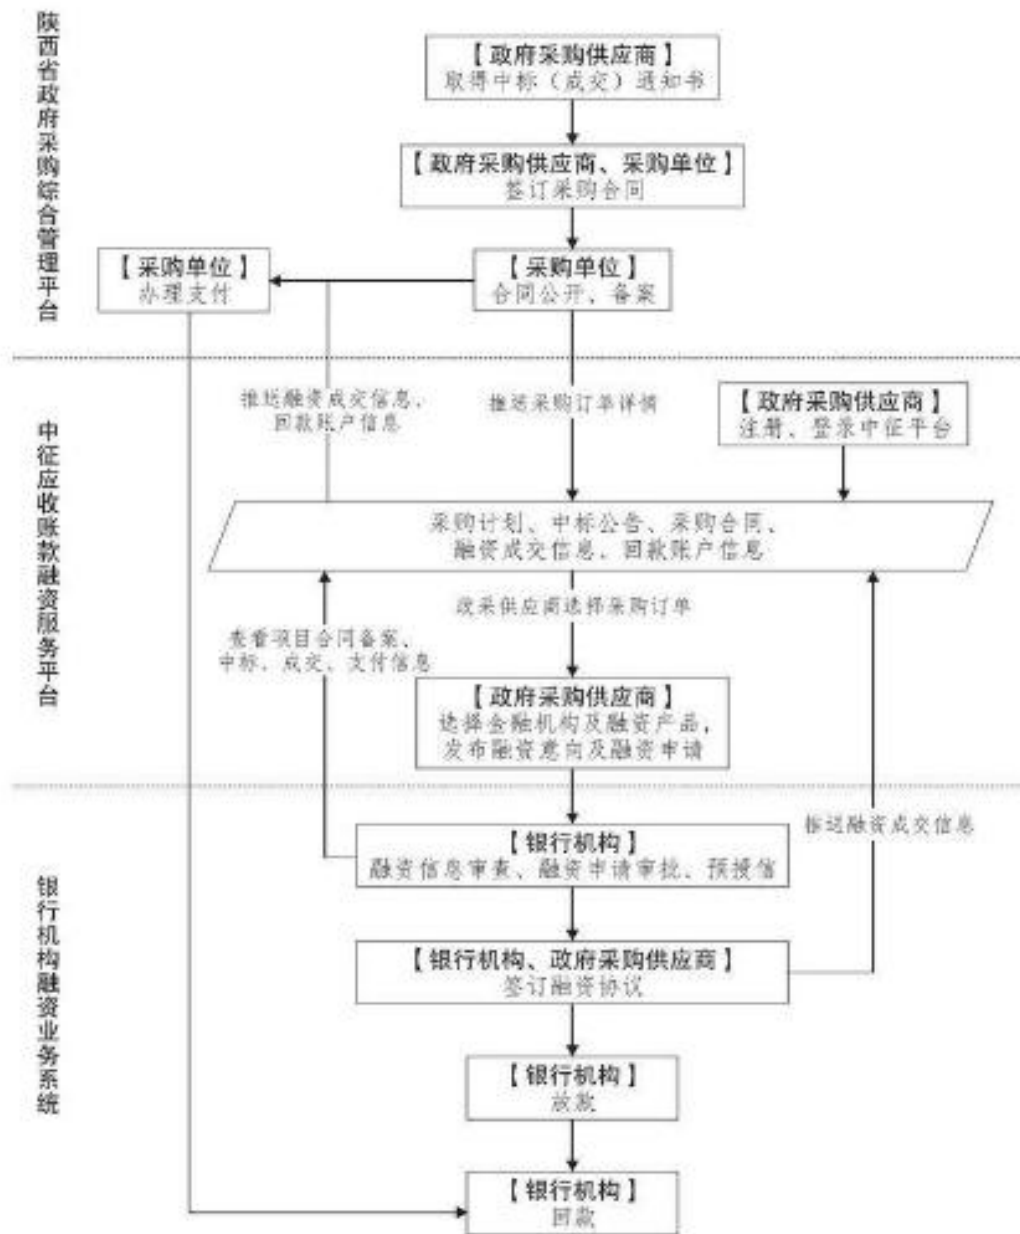 陕西省政府采购综合管理平台
【政府采购供应商】
取得中标（成交）通知书
【政府采购供应商、采购单位】
签订采购合同
【采购单位】
办理支付
【采购单位】
合同公开、备案
中征应收账款融资服务平台
推送融资成交信息、
回款账户信息
推送采购订单详情
【政府采购供应商】
注册、登录中征平台
采购计划、中标公告、采购合同、
融资成交信息、回款账户信息
政采供应商选择采购订单
查看项目合同备案、
中标、成交、支付信息
【政府采购供应商】
选择金融机构及融资产品，
发布融资意向及融资申请
银行机构融资业务系统
推送融资成交信息
【银行机构】
融资信息审查、融资申请审批、预授信
【银行机构、政府采购供应商】
签订融资协议
【银行机构】
放款
【银行机构】
回款